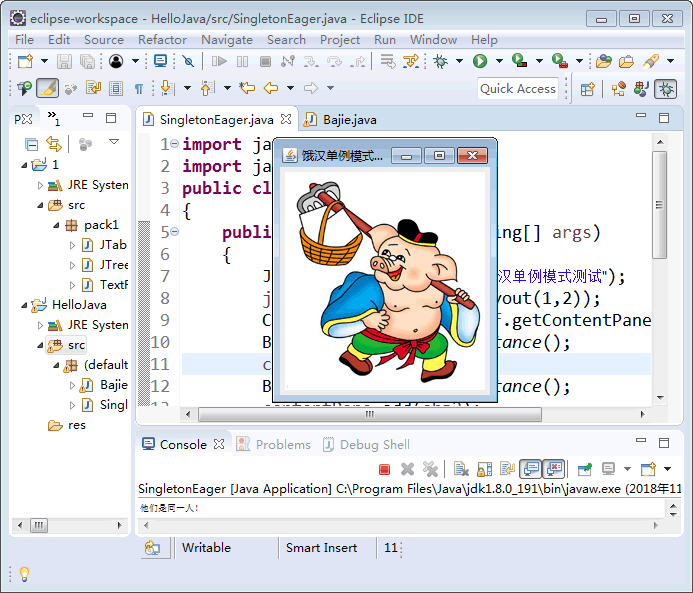 eclipse-workspace - HelloJava/src/SingletonEager.java - Eclipse IDE
File Edit Source Refactor Navigate Search Project Run Window Help
Quick Access
P
»1
SingletonEager.java
Bajie.java
1
JRE System
src
pack1
JTab
JTree
TextF
HelloJava
JRE System
src
(default
Bajie
Singl
res
1 import ja
2 import ja
3 public cl
4 {
5 publi ing[] args)
6 {
7 J 汉单例模式测试");
8 j yout(1,2));
9 C f.getContentPane
10 B tance();
11 c
12 B tance();
饿汉单例模式...
Console Problems Debug Shell
SingletonEager [Java Application] C:\Program Files\Java\jdk1.8.0_191\bin\javaw.exe (2018年11
他们是同一人!
Writable Smart Insert 11 :